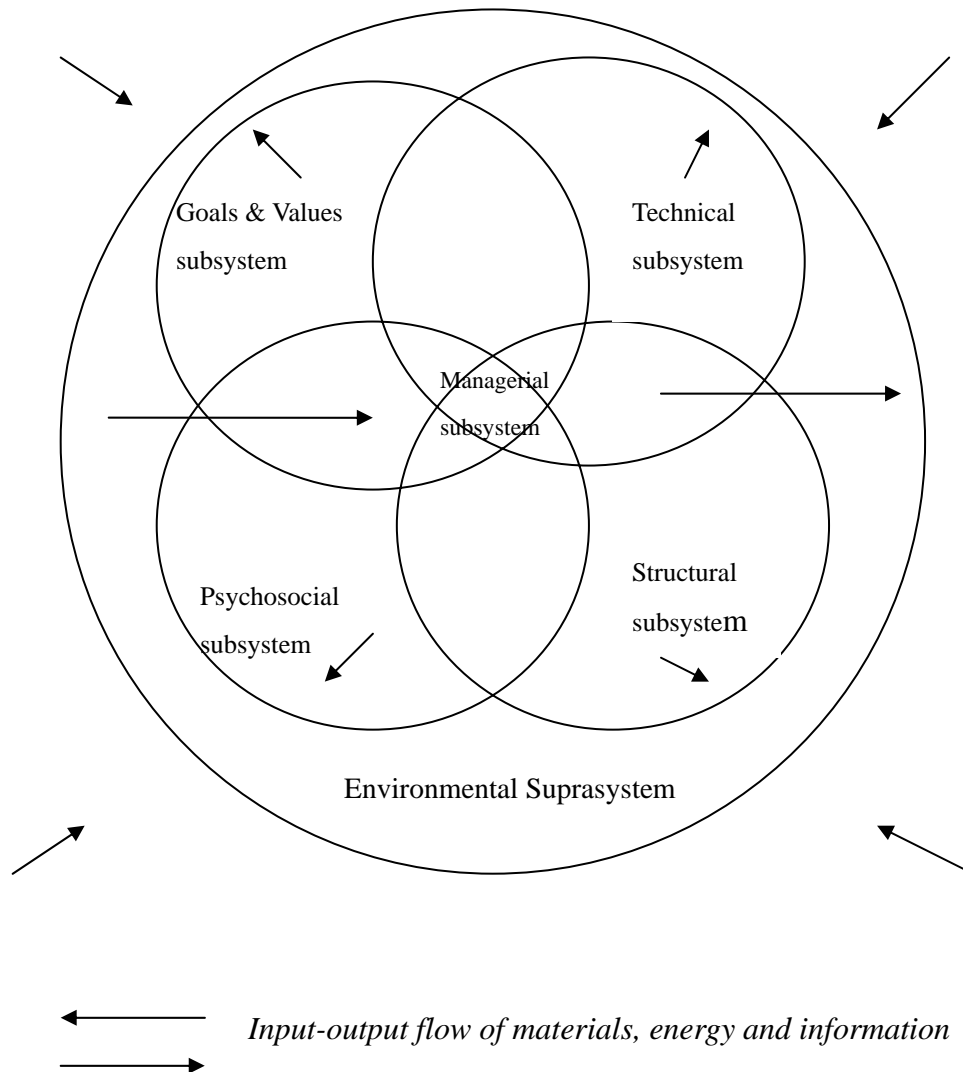 Goals & Values
subsystem
Technical
subsystem
Managerial
subsystem
Psychosocial
subsystem
Structural
subsystem
Environmental Suprasystem
Input-output flow of materials, energy and information